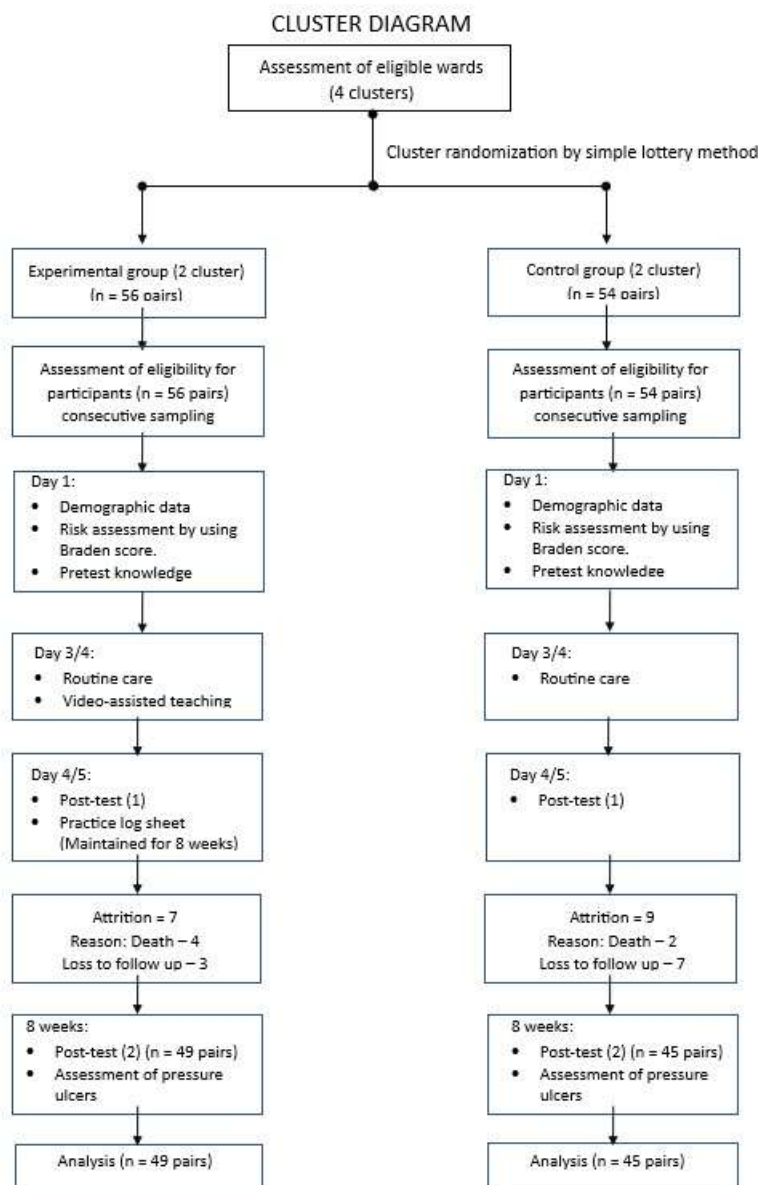 CLUSTER DIAGRAM
Assessment of eligible wards
(4 clusters)
Cluster randomization by simple lottery method
Experimental group (2 cluster)
(n = 56 pairs)
Assessment of eligibility for
participants (n = 56 pairs)
consecutive sampling
Day 1:
• Demographic data
• Risk assessment by using
Braden score.
• Pretest knowledge
Day 3/4:
• Routine care
• Video-assisted teaching
Day 4/5:
• Post-test (1)
• Practice log sheet
(Maintained for 8 weeks)
Attrition = 7
Reason: Death – 4
Loss to follow up – 3
8 weeks:
• Post-test (2) (n = 49 pairs)
• Assessment of pressure
ulcers
Analysis (n = 49 pairs)
Control group (2 cluster)
(n = 54 pairs)
Assessment of eligibility for
participants (n = 54 pairs)
consecutive sampling
Day 1:
• Demographic data
• Risk assessment by using
Braden score.
• Pretest knowledge
Day 3/4:
• Routine care
Day 4/5:
• Post-test (1)
Attrition = 9
Reason: Death – 2
Loss to follow up – 7
8 weeks:
• Post-test (2) (n = 45 pairs)
• Assessment of pressure
ulcers
Analysis (n = 45 pairs)